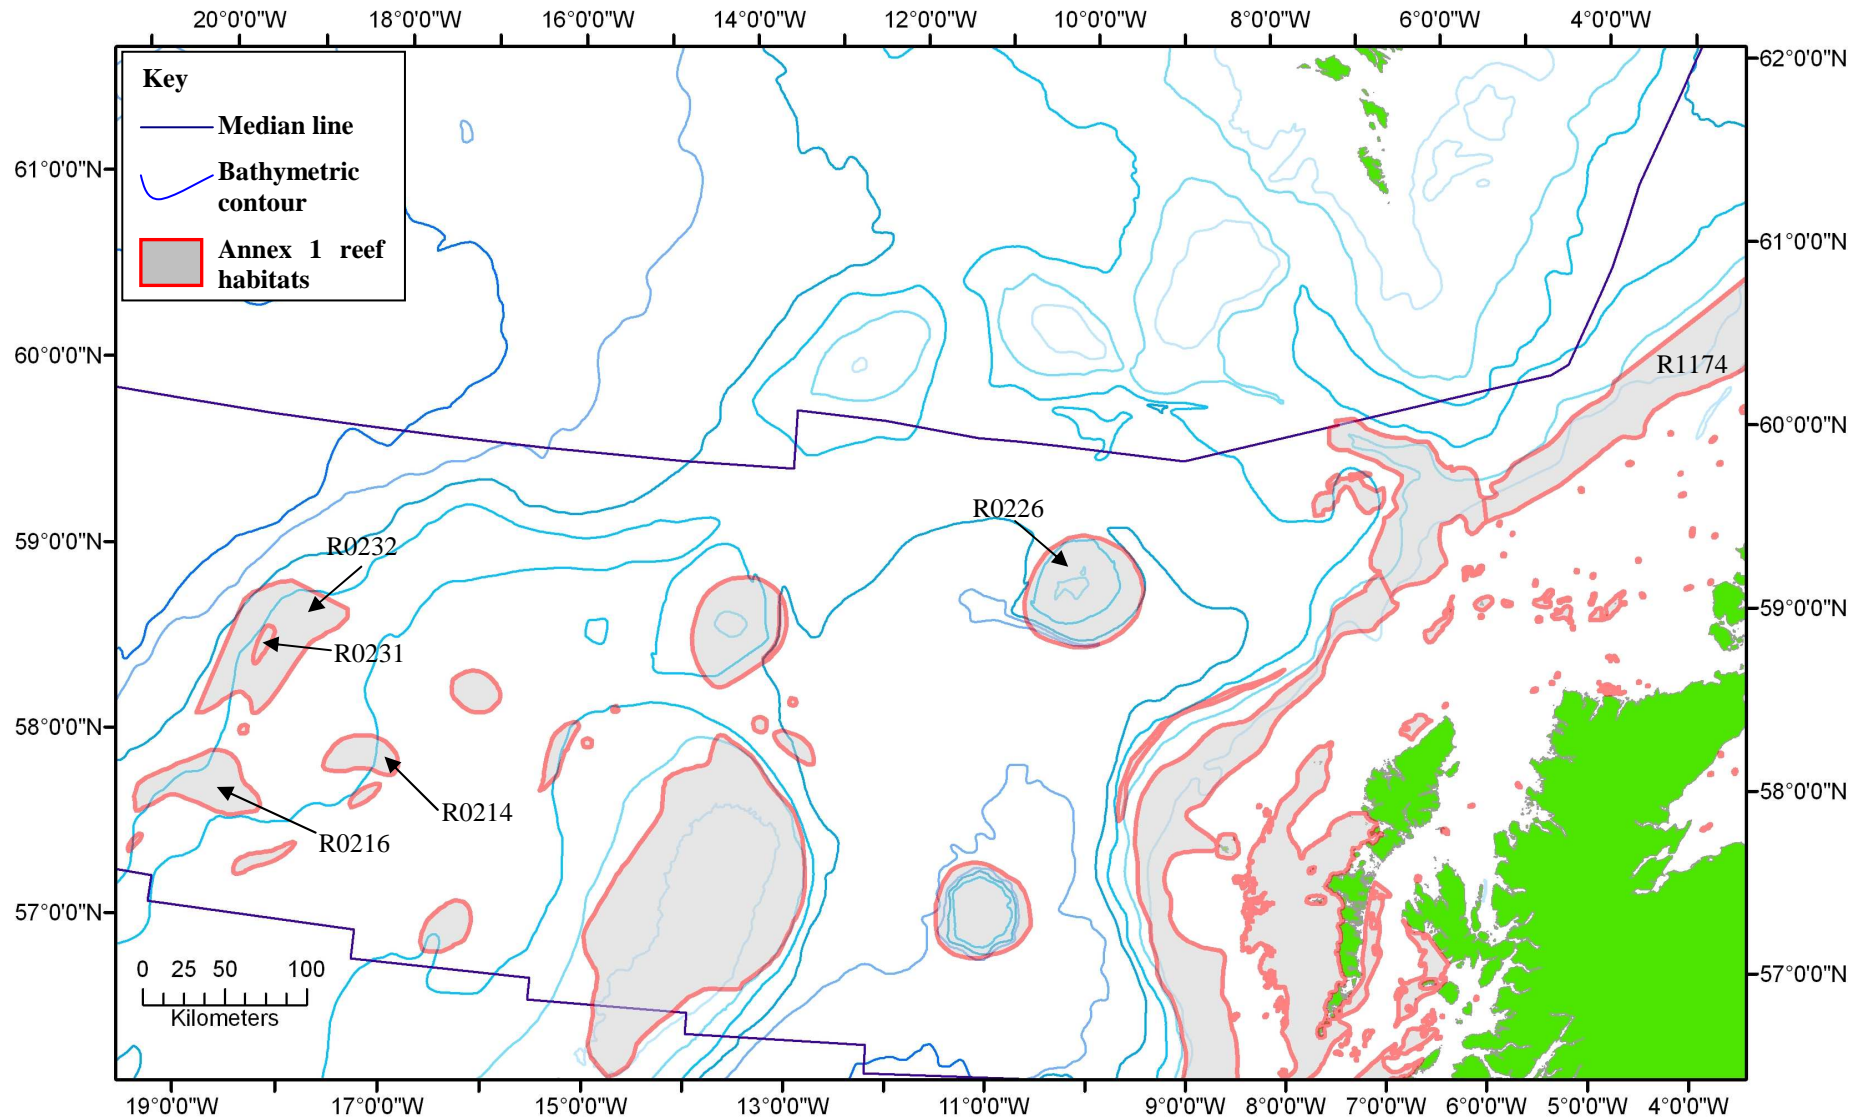 20°0'0"W 18°0'0"W 16°0'0"W 14°0'0"W 12°0'0"W 10°0'0"W 8°0'0"W 6°0'0"W 4°0'0"W
Key
Median line
Bathymetric
contour
Annex 1 reef
habitats
62°0'0"N
61°0'0"N
61°0'0"N
60°0'0"N
R1174
60°0'0"N
R0226
59°0'0"N
R0232
59°0'0"N
R0231
58°0'0"N
58°0'0"N
R0214
R0216
57°0'0"N
57°0'0"N
0 25 50 100
Kilometers
19°0'0"W 17°0'0"W 15°0'0"W 13°0'0"W 11°0'0"W 9°0'0"W 8°0'0"W 7°0'0"W 6°0'0"W 5°0'0"W 4°0'0"W